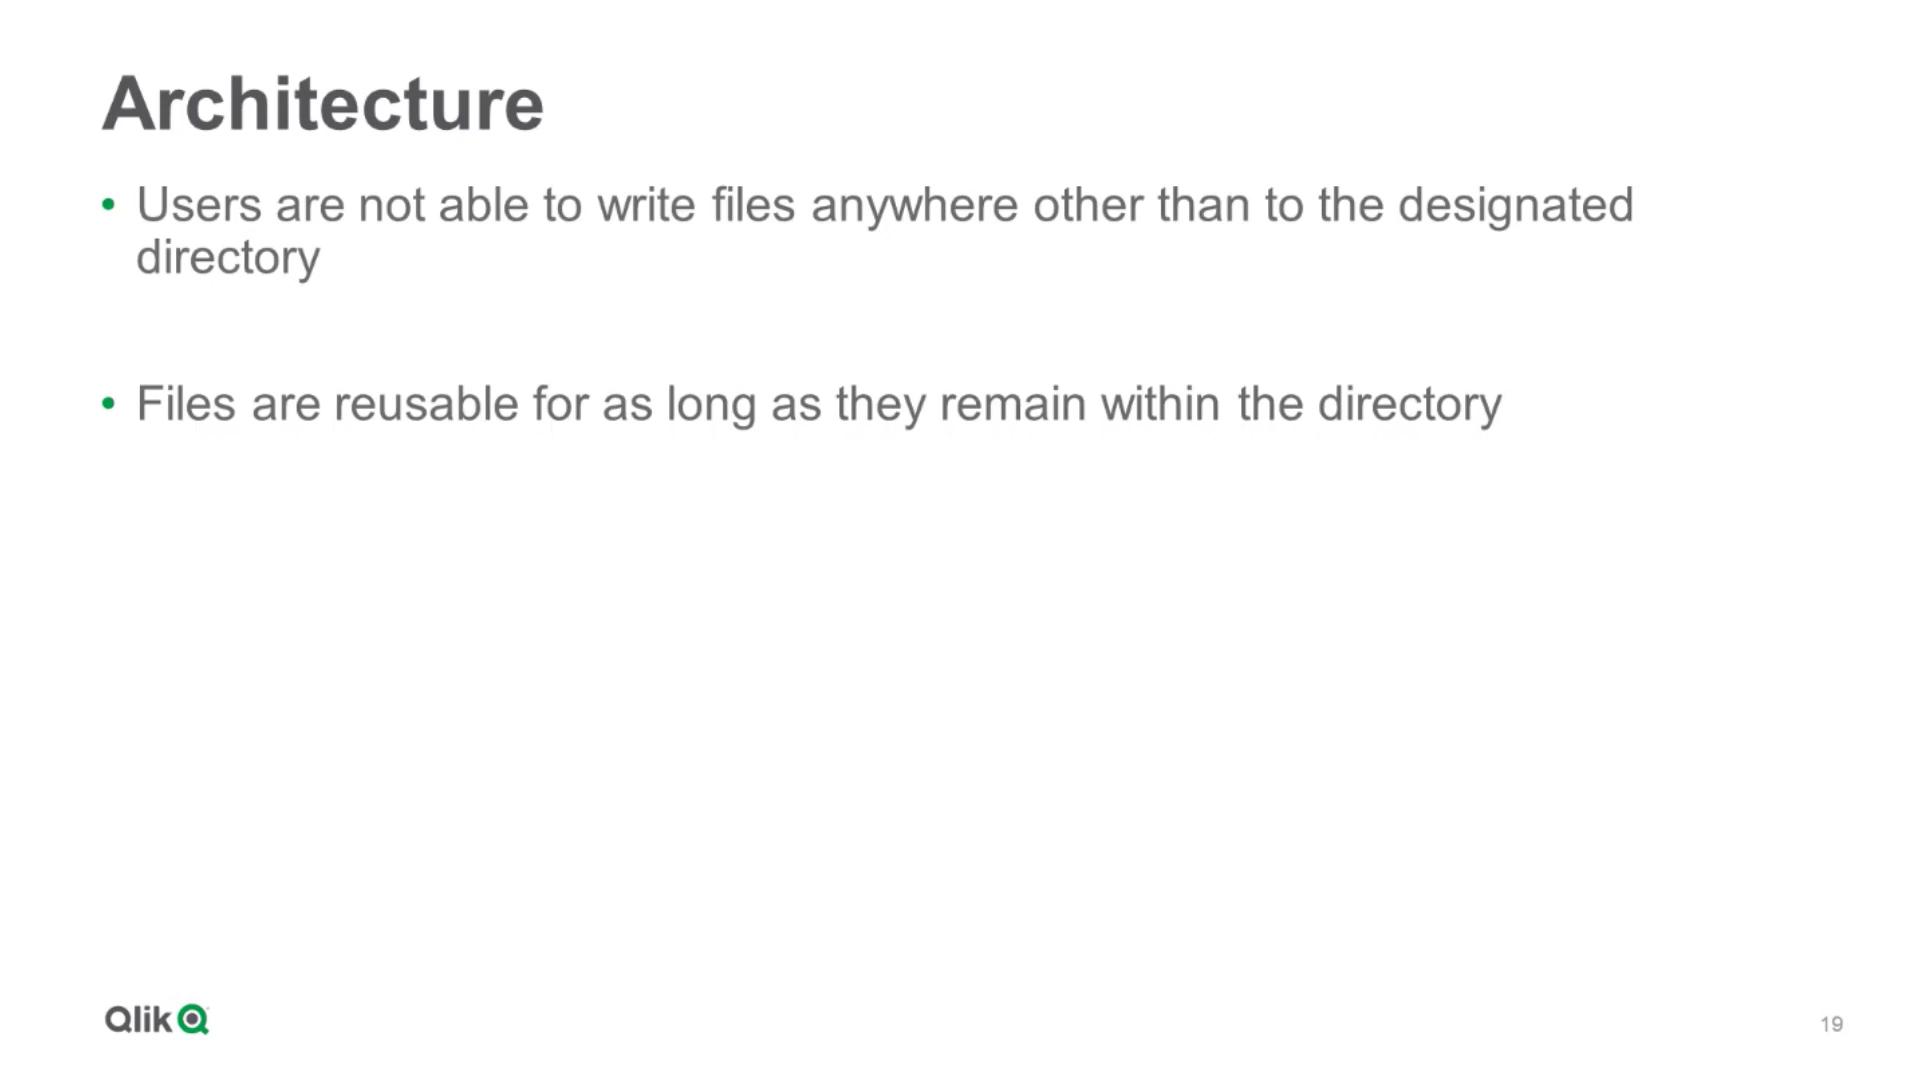 Architecture
• Users are not able to write files anywhere other than to the designated
directory
• Files are reusable for as long as they remain within the directory
Qlik
19